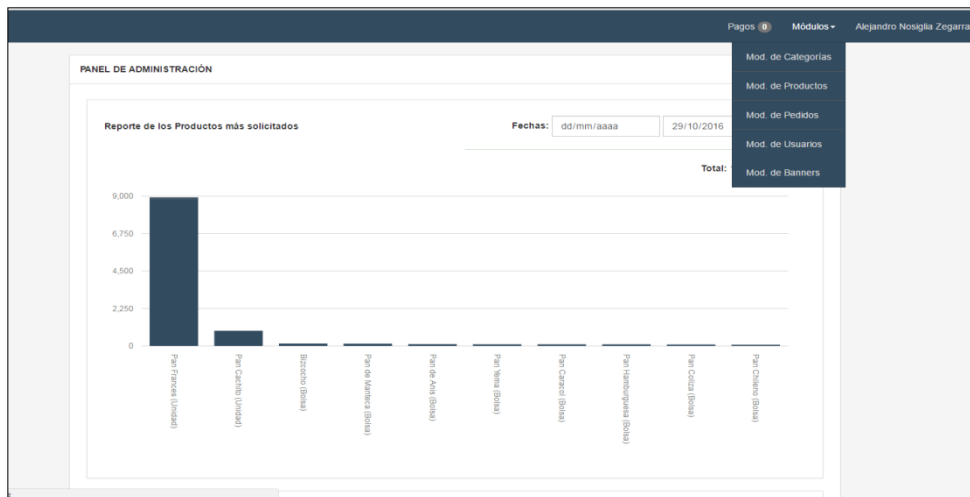 Pagos 0 Módulos Alejandro Nosiglia Zegarra
Mod. de Categorías
Mod. de Productos
Mod. de Pedidos
Mod. de Usuarios
Mod. de Banners
PANEL DE ADMINISTRACIÓN
Reporte de los Productos más solicitados
Fechas: dd/mm/aaaa 29/10/2016
Total:
9,000
6,750
4,500
2,250
0
Pan Frances (Unidad)
Pan Cachito (Unidad)
Bizcocho (Bolsa)
Pan de Manteca (Bolsa)
Pan de Anis (Bolsa)
Pan Yema (Bolsa)
Pan Caracol (Bolsa)
Pan Hamburguesa (Bolsa)
Pan Coliza (Bolsa)
Pan Chileno (Bolsa)